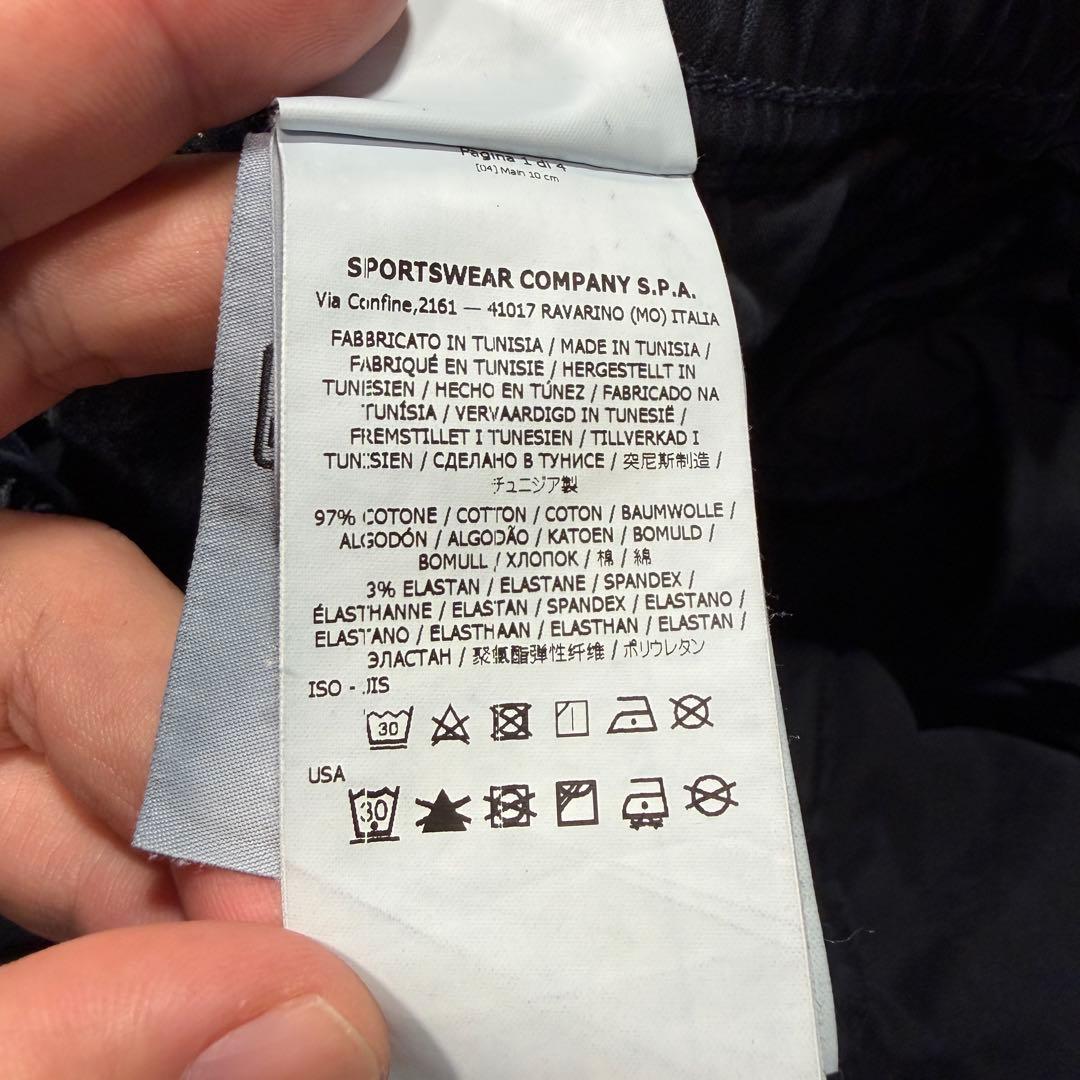 Pagina 1 di 4
[04] Main 10 cm
SPORTSWEAR COMPANY S.P.A.
Via Confine,2161 — 41017 RAVARINO (MO) ITALIA
FABBRICATO IN TUNISIA / MADE IN TUNISIA /
FABRIQUÉ EN TUNISIE / HERGESTELLT IN
TUNESIEN / HECHO EN TÚNEZ / FABRICADO NA
TUNÍSIA / VERVAARDIGD IN TUNESIË /
FREMSTILLET I TUNESIEN / TILLVERKAD I
TUNISIEN / СДЕЛАНО В ТУНИСЕ / 突尼斯制造 /
チュニジア製
97% COTONE / COTTON / COTON / BAUMWOLLE /
ALGODÓN / ALGODÃO / KATOEN / BOMULD /
BOMULL / ХЛОПОК / 棉 / 綿
3% ELASTAN / ELASTANE / SPANDEX /
ÉLASTHANNE / ELASTAN / SPANDEX / ELASTANO /
ELASTANO / ELASTHAAN / ELASTHAN / ELASTAN /
ЭЛАСТАН / 聚氨酯弹性纤维 / ポリウレタン
ISO - JIS
30
USA
30